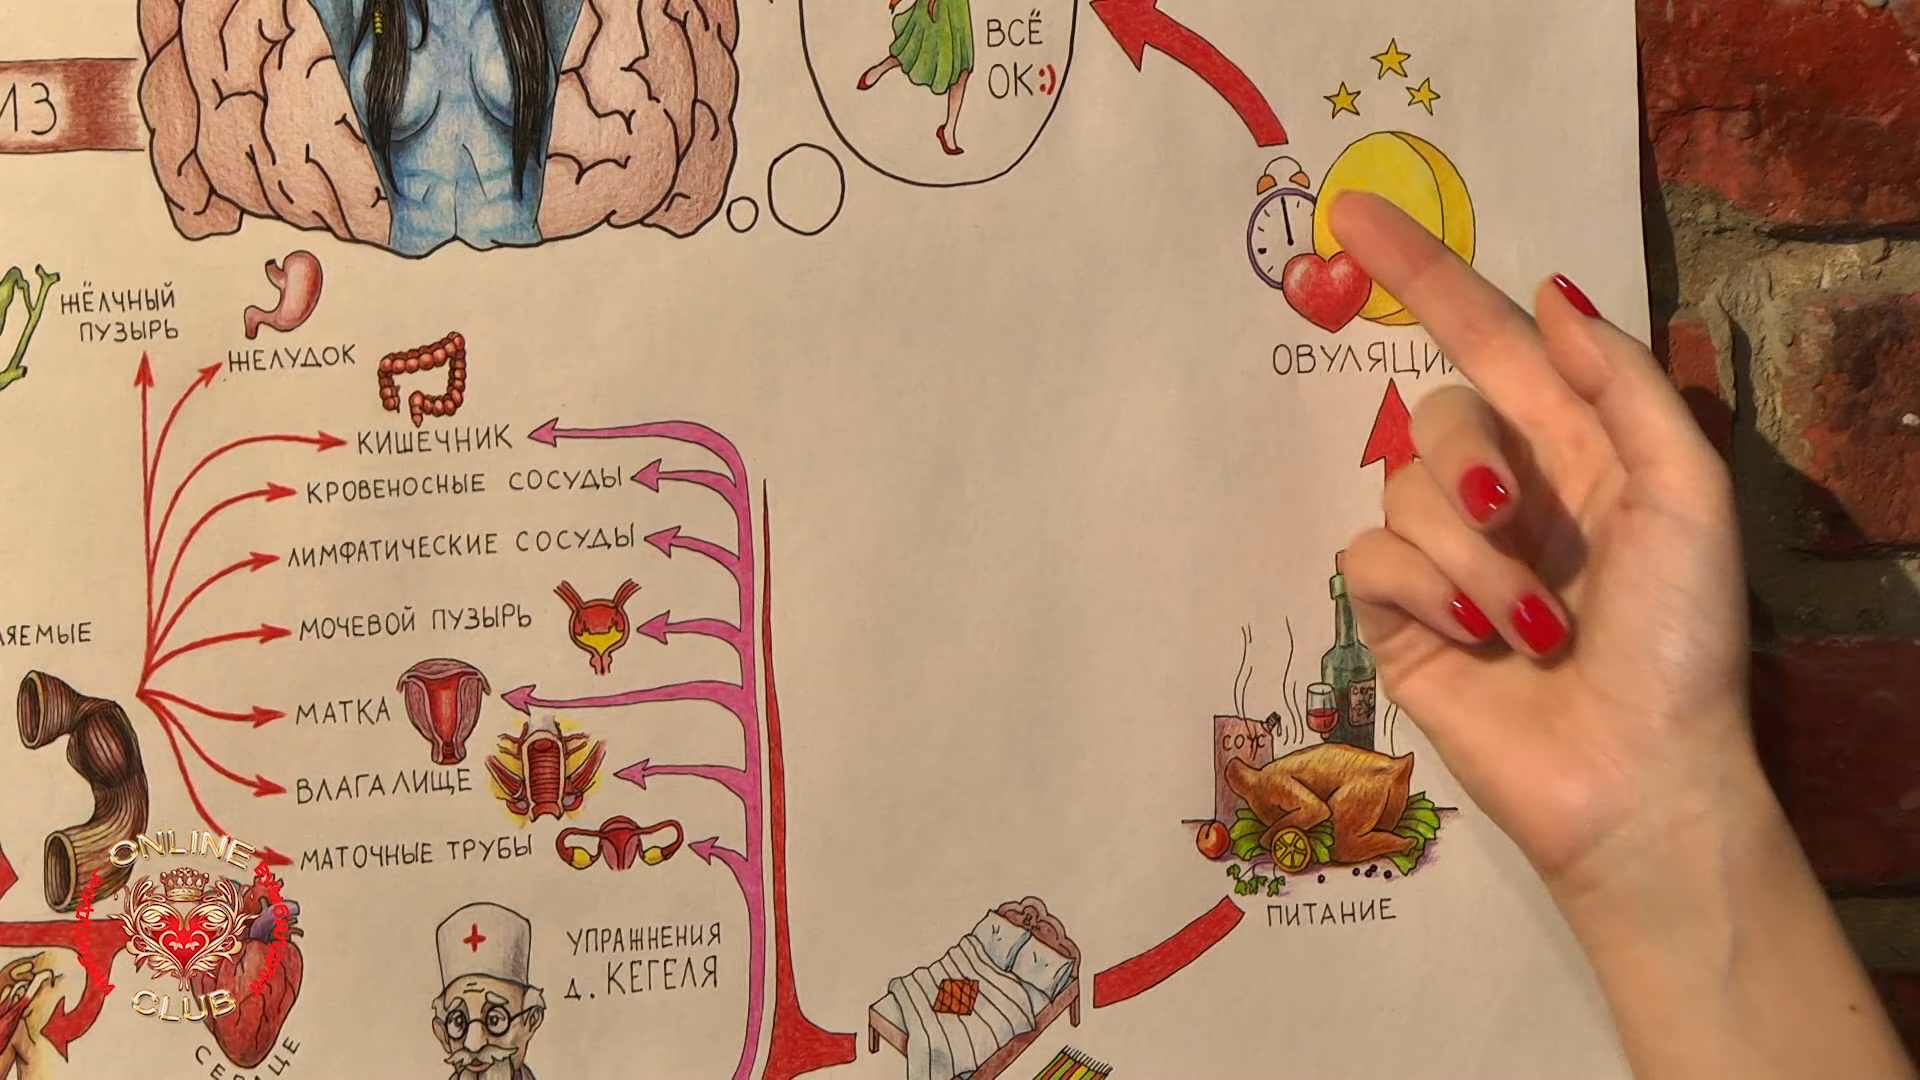 ИЗ
ВСЁ
ОК:)
ОВУЛЯЦИЯ
ЖЁЛЧНЫЙ
ПУЗЫРЬ
ЖЕЛУДОК
КИШЕЧНИК
КРОВЕНОСНЫЕ СОСУДЫ
ЛИМФАТИЧЕСКИЕ СОСУДЫ
МОЧЕВОЙ ПУЗЫРЬ
ЛЯЕМЫЕ
МАТКА
ВЛАГАЛИЩЕ
МАТОЧНЫЕ ТРУБЫ
СОУС
ПИТАНИЕ
УПРАЖНЕНИЯ
Д. КЕГЕЛЯ
ONLINE
CLUB
СЕРДЦЕ